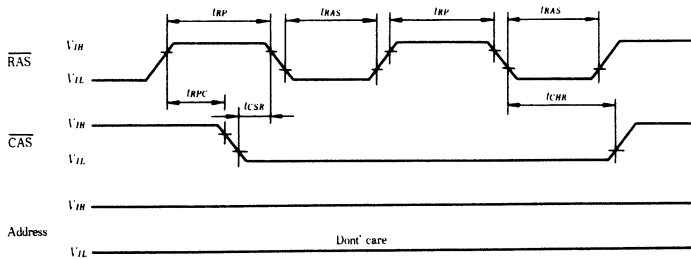 tRP tRAS tRP tRAS
RAS VIH
VIL
tRPC tCSR tCHR
CAS VIH
VIL
VIH
Address
VIL Dont' care